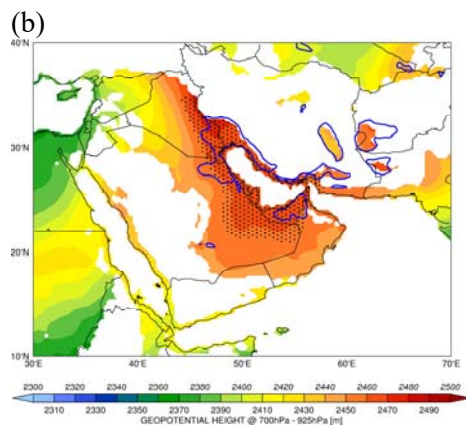 (b)
40°N
30°N
20°N
10°N
30°E 40°E 50°E 60°E 70°E
2300 2320 2340 2360 2380 2400 2420 2440 2460 2480 2500
2310 2330 2350 2370 2390 2410 2430 2450 2470 2490
GEOPOTENTIAL HEIGHT @ 700hPa - 925hPa [m]